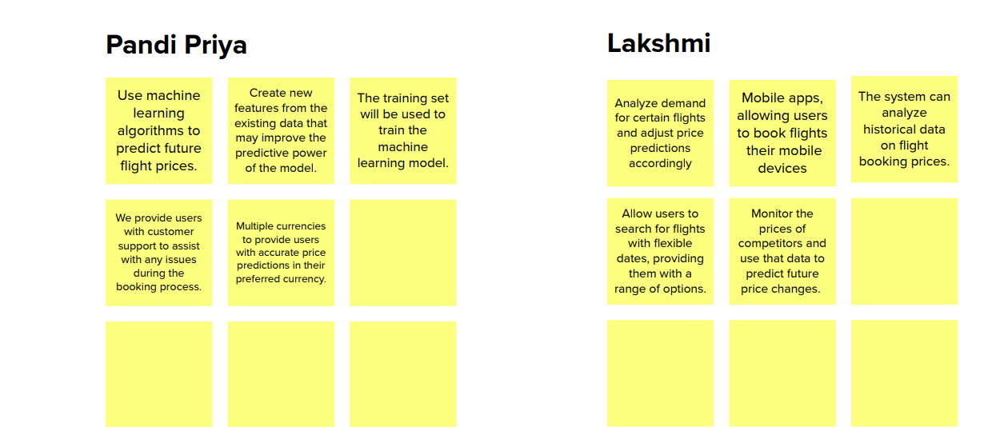 Pandi Priya
Use machine
learning
algorithms to
predict future
flight prices.
Create new
features from the
existing data that
may improve the
predictive power
of the model.
The training set
will be used to
train the
machine
learning model.
We provide users
with customer
support to assist
with any issues
during the
booking process.
Multiple currencies
to provide users
with accurate price
predictions in their
preferred currency.
Lakshmi
Analyze demand
for certain flights
and adjust price
predictions
accordingly
Mobile apps,
allowing users
to book flights
their mobile
devices
The system can
analyze
historical data
on flight
booking prices.
Allow users to
search for flights
with flexible
dates, providing
them with a
range of options.
Monitor the
prices of
competitors and
use that data to
predict future
price changes.